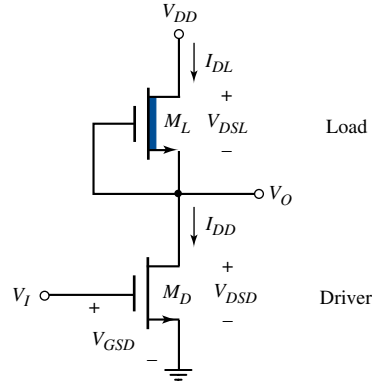 V_DD
I_DL
+
M_L V_DSL Load
−
V_O
I_DD
+
V_I M_D V_DSD Driver
+
−
V_GSD
−